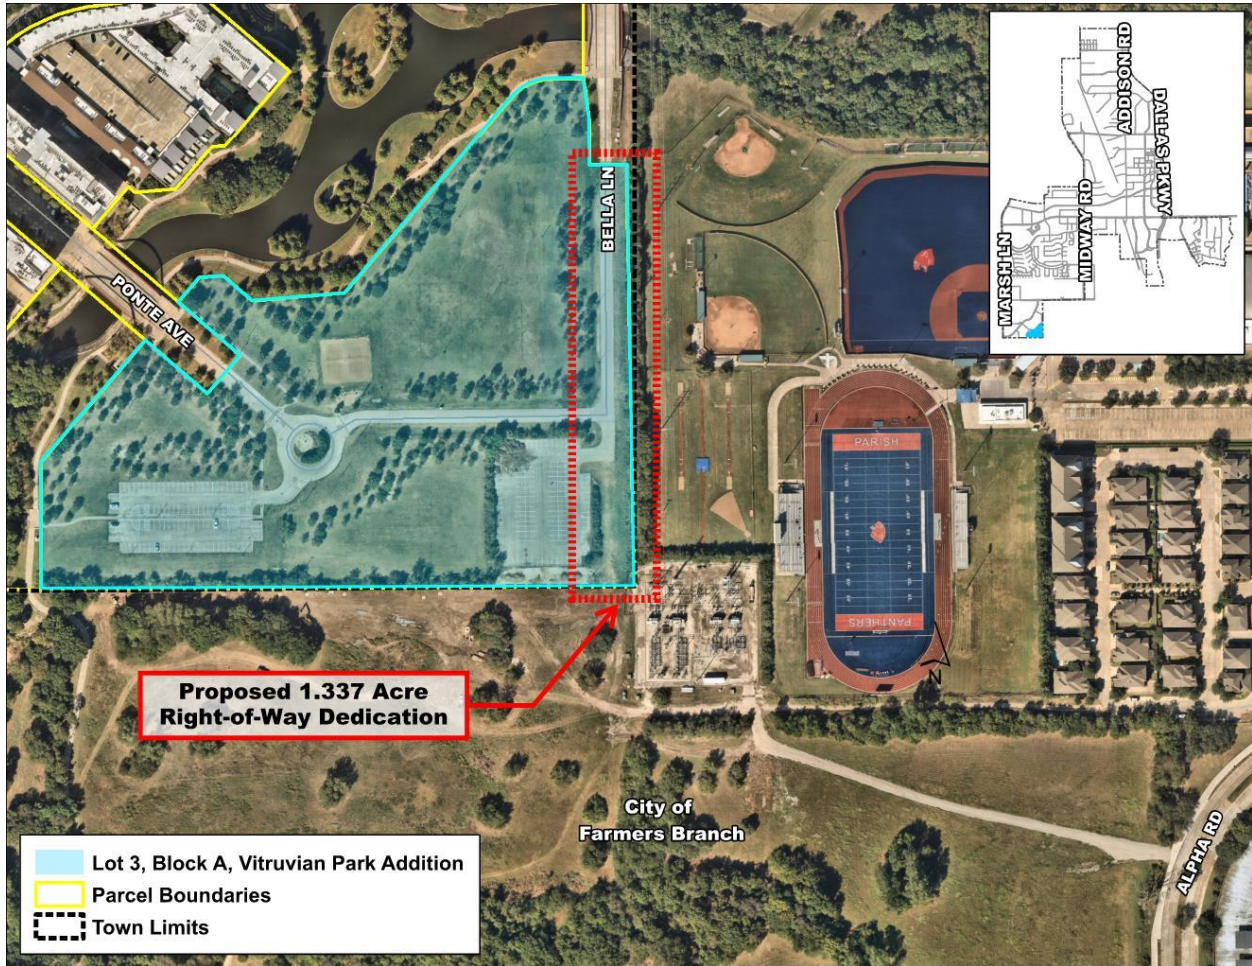 ADDISON RD
DALLAS PKWY
MIDWAY RD
MARSH LN
BELLA LN
PONTE AVE
PARISH
PANTHERS
N
Proposed 1.337 Acre
Right-of-Way Dedication
City of
Farmers Branch
ALPHA RD
Lot 3, Block A, Vitruvian Park Addition
Parcel Boundaries
Town Limits